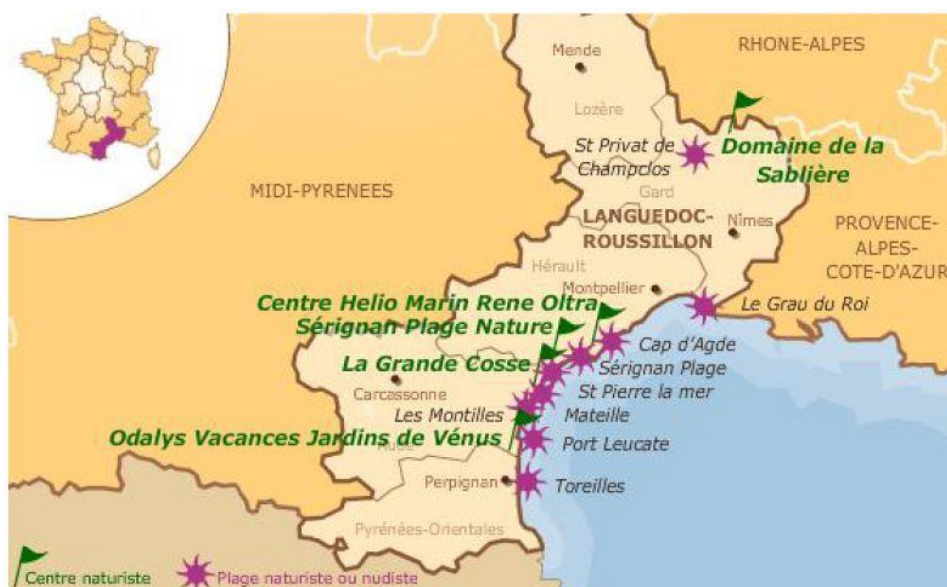 RHONE-ALPES
Mende
Lozère
St Privat de
Champclos
Domaine de la
Sablière
MIDI-PYRENEES
Gard
LANGUEDOC-
ROUSSILLON
Nîmes
PROVENCE-
ALPES-
COTE-D'AZUR
Hérault
Montpellier
Centre Helio Marin Rene Oltra
Le Grau du Roi
Sérignan Plage Nature
Cap d'Agde
La Grande Cosse
Sérignan Plage
Carcassonne
St Pierre la mer
Les Montilles
Mateille
Odalys Vacances Jardins de Vénus
Aude
Port Leucate
Perpignan
Toreilles
Pyrénées-Orientales
Centre naturiste
Plage naturiste ou nudiste